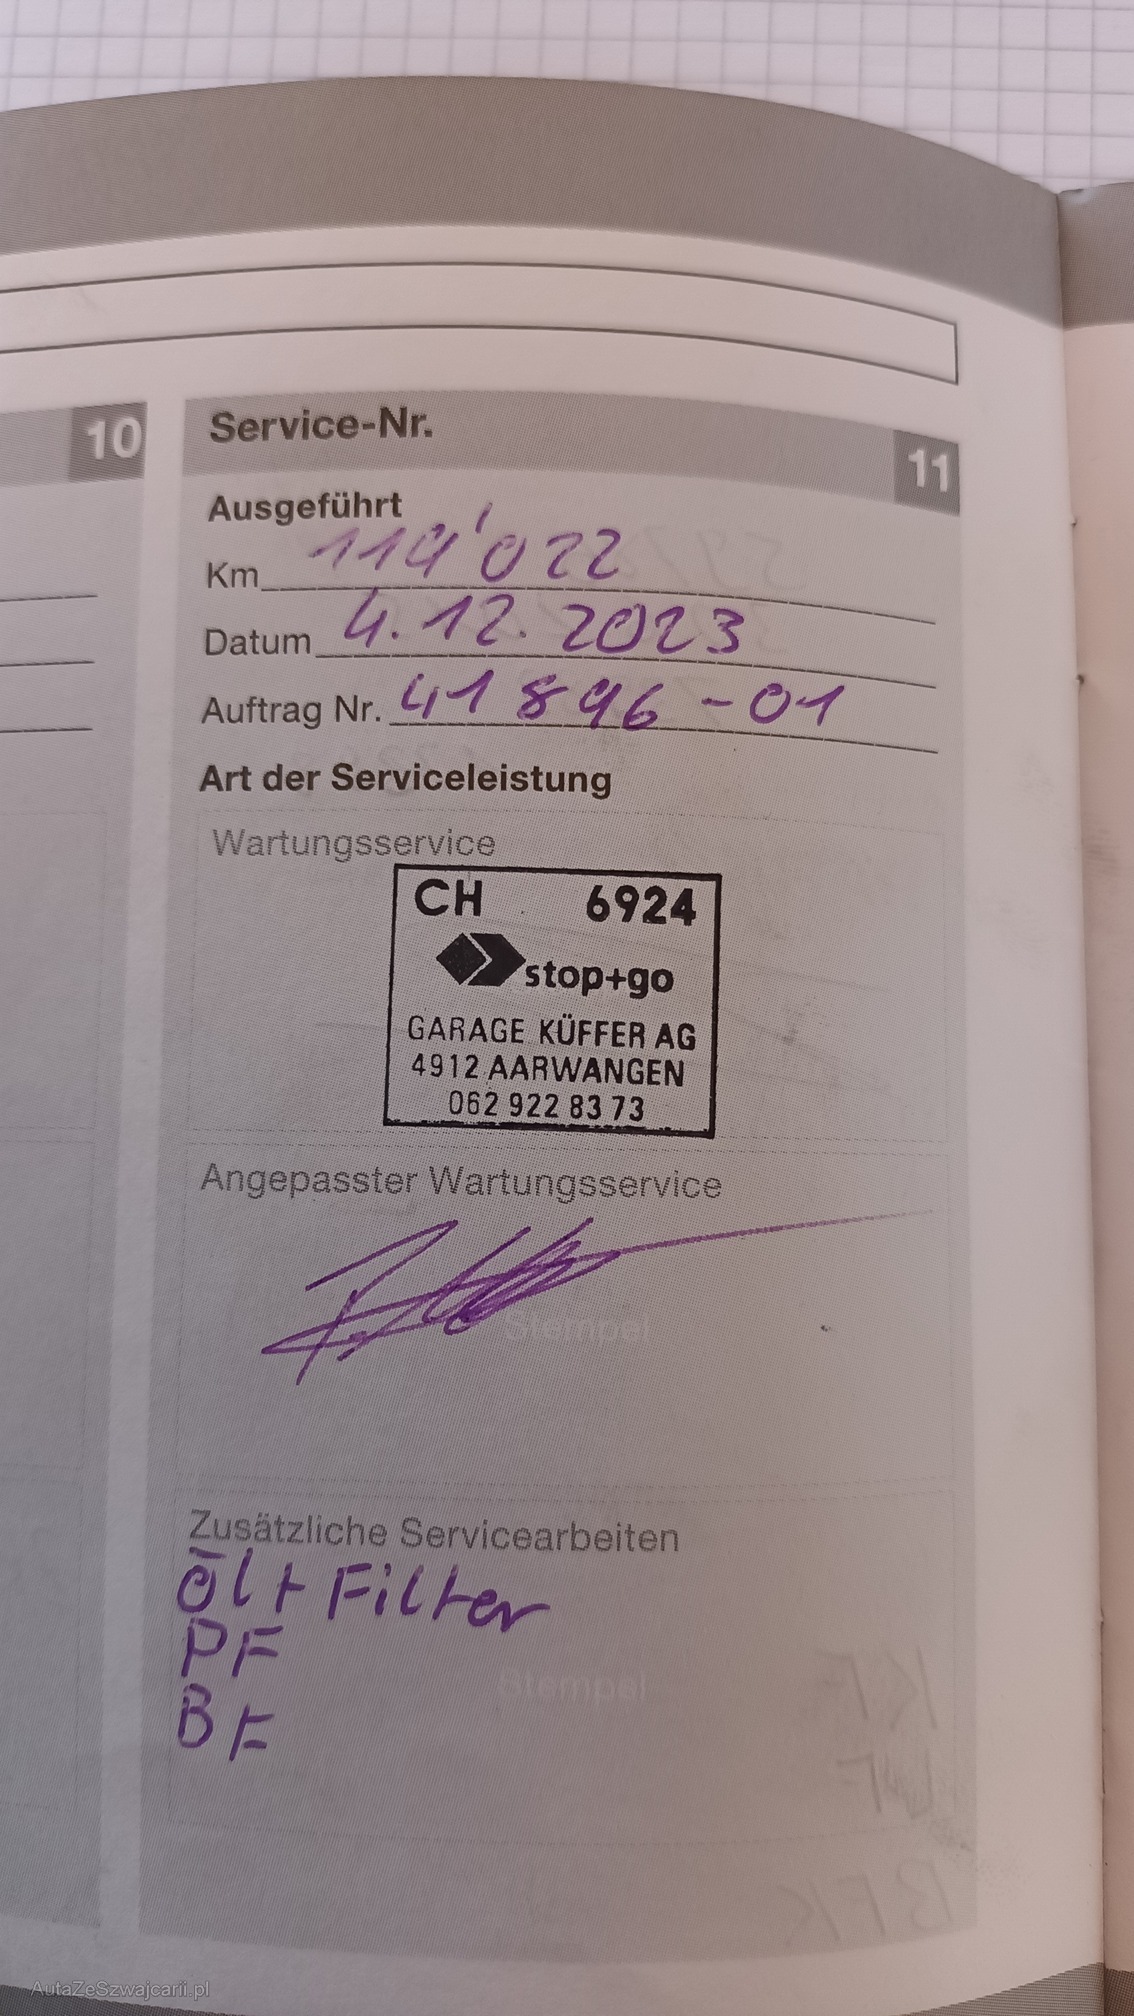 10
Service-Nr.
11
Ausgeführt
Km 119'022
Datum 4.12.2023
Auftrag Nr. 41896-01
Art der Serviceleistung
Wartungsservice
CH 6924
stop+go
GARAGE KÜFFER AG
4912 AARWANGEN
062 922 83 73
Angepasster Wartungsservice
Stempel
Zusätzliche Servicearbeiten
Öl+Filter
PF
Stempel
BF
AutaZeSzwajcarii.pl